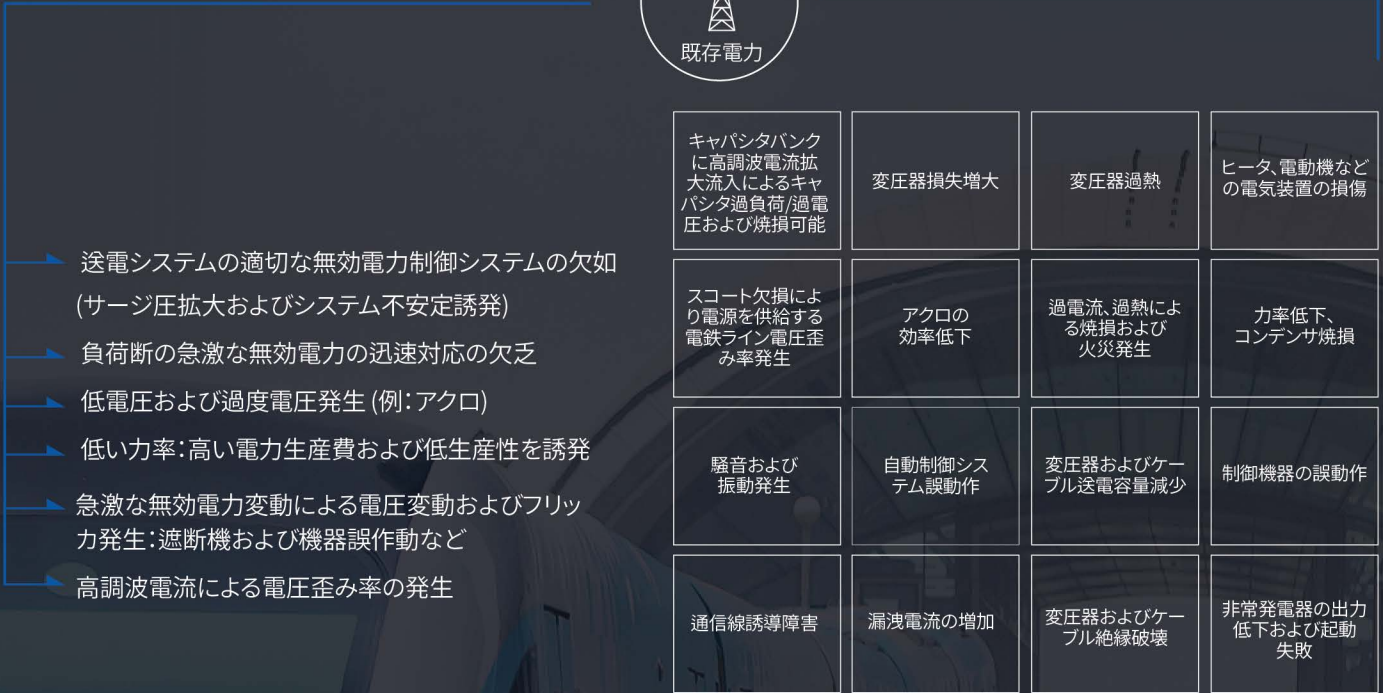 既存電力
送電システムの適切な無効電力制御システムの欠如
(サージ圧拡大およびシステム不安定誘発)
負荷断の急激な無効電力の迅速対応の欠乏
低電圧および過度電圧発生 (例:アクロ)
低い力率:高い電力生産費および低生産性を誘発
急激な無効電力変動による電圧変動およびフリッ
カ発生:遮断機および機器誤作動など
高調波電流による電圧歪み率の発生
キャパシタバンク
に高調波電流拡
大流入によるキャ
パシタ過負荷/過電
圧および焼損可能
変圧器損失増大
変圧器過熱
ヒータ、電動機など
の電気装置の損傷
スコート欠損によ
り電源を供給する
電鉄ライン電圧歪
み率発生
アクロの
効率低下
過電流、過熱によ
る焼損および
火災発生
力率低下、
コンデンサ焼損
騒音および
振動発生
自動制御シス
テム誤動作
変圧器およびケー
ブル送電容量減少
制御機器の誤動作
通信線誘導障害
漏洩電流の増加
変圧器およびケー
ブル絶縁破壊
非常発電器の出力
低下および起動
失敗